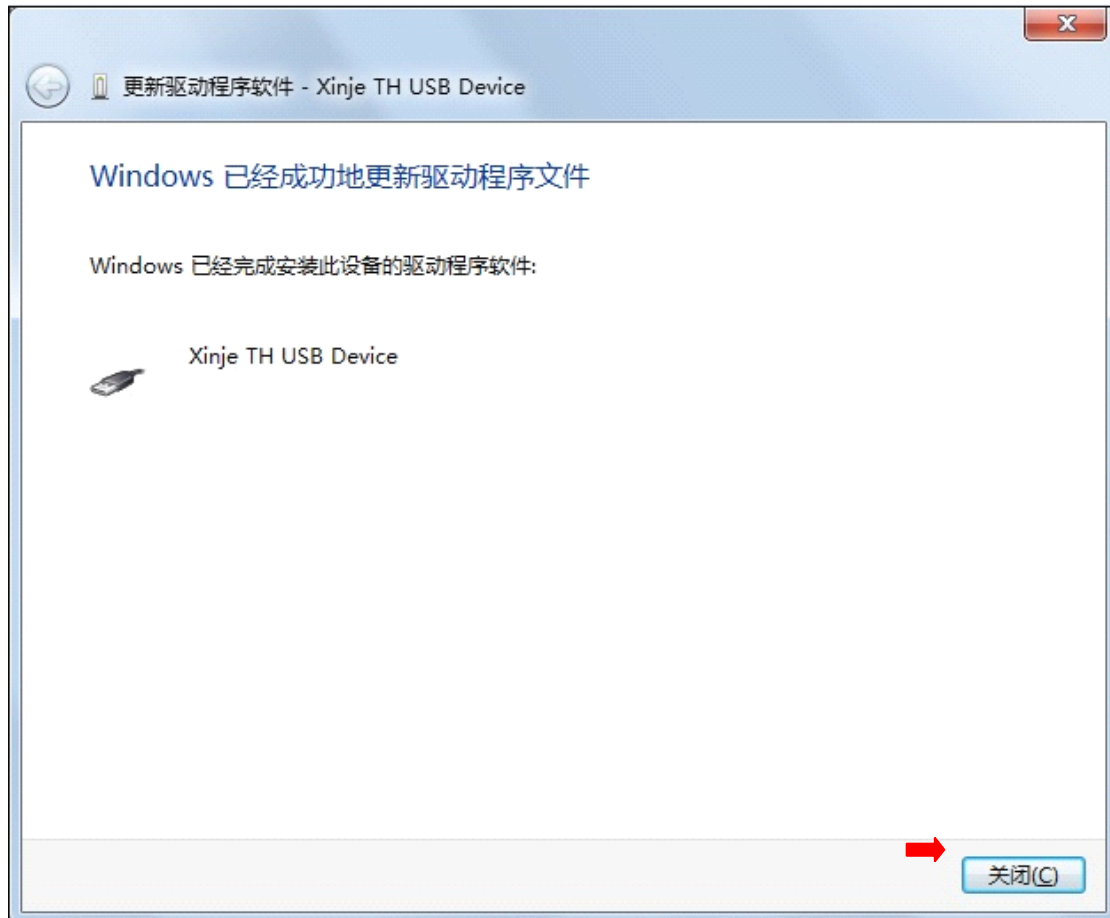 更新驱动程序软件 - Xinje TH USB Device
Windows 已经成功地更新驱动程序文件
Windows 已经完成安装此设备的驱动程序软件:
Xinje TH USB Device
关闭(C)